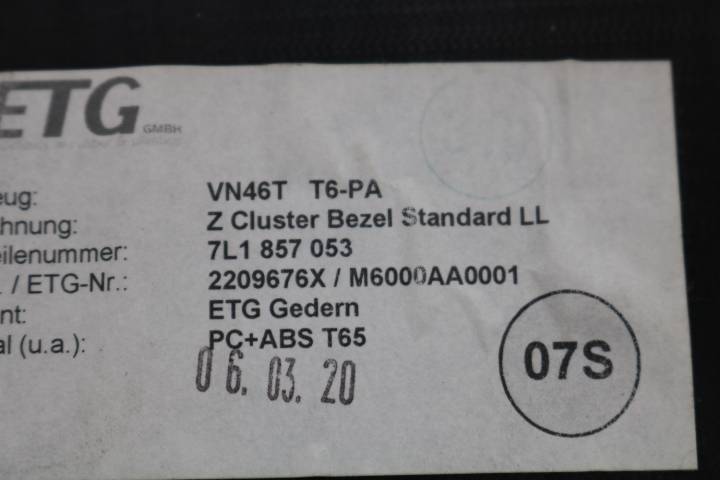 ETG GMBH
eug: VN46T T6-PA
chnung: Z Cluster Bezel Standard LL
eilenummer: 7L1 857 053
. / ETG-Nr.: 2209676X / M6000AA0001
nt: ETG Gedern
al (u.a.): PC+ABS T65
06. 03. 20
07S